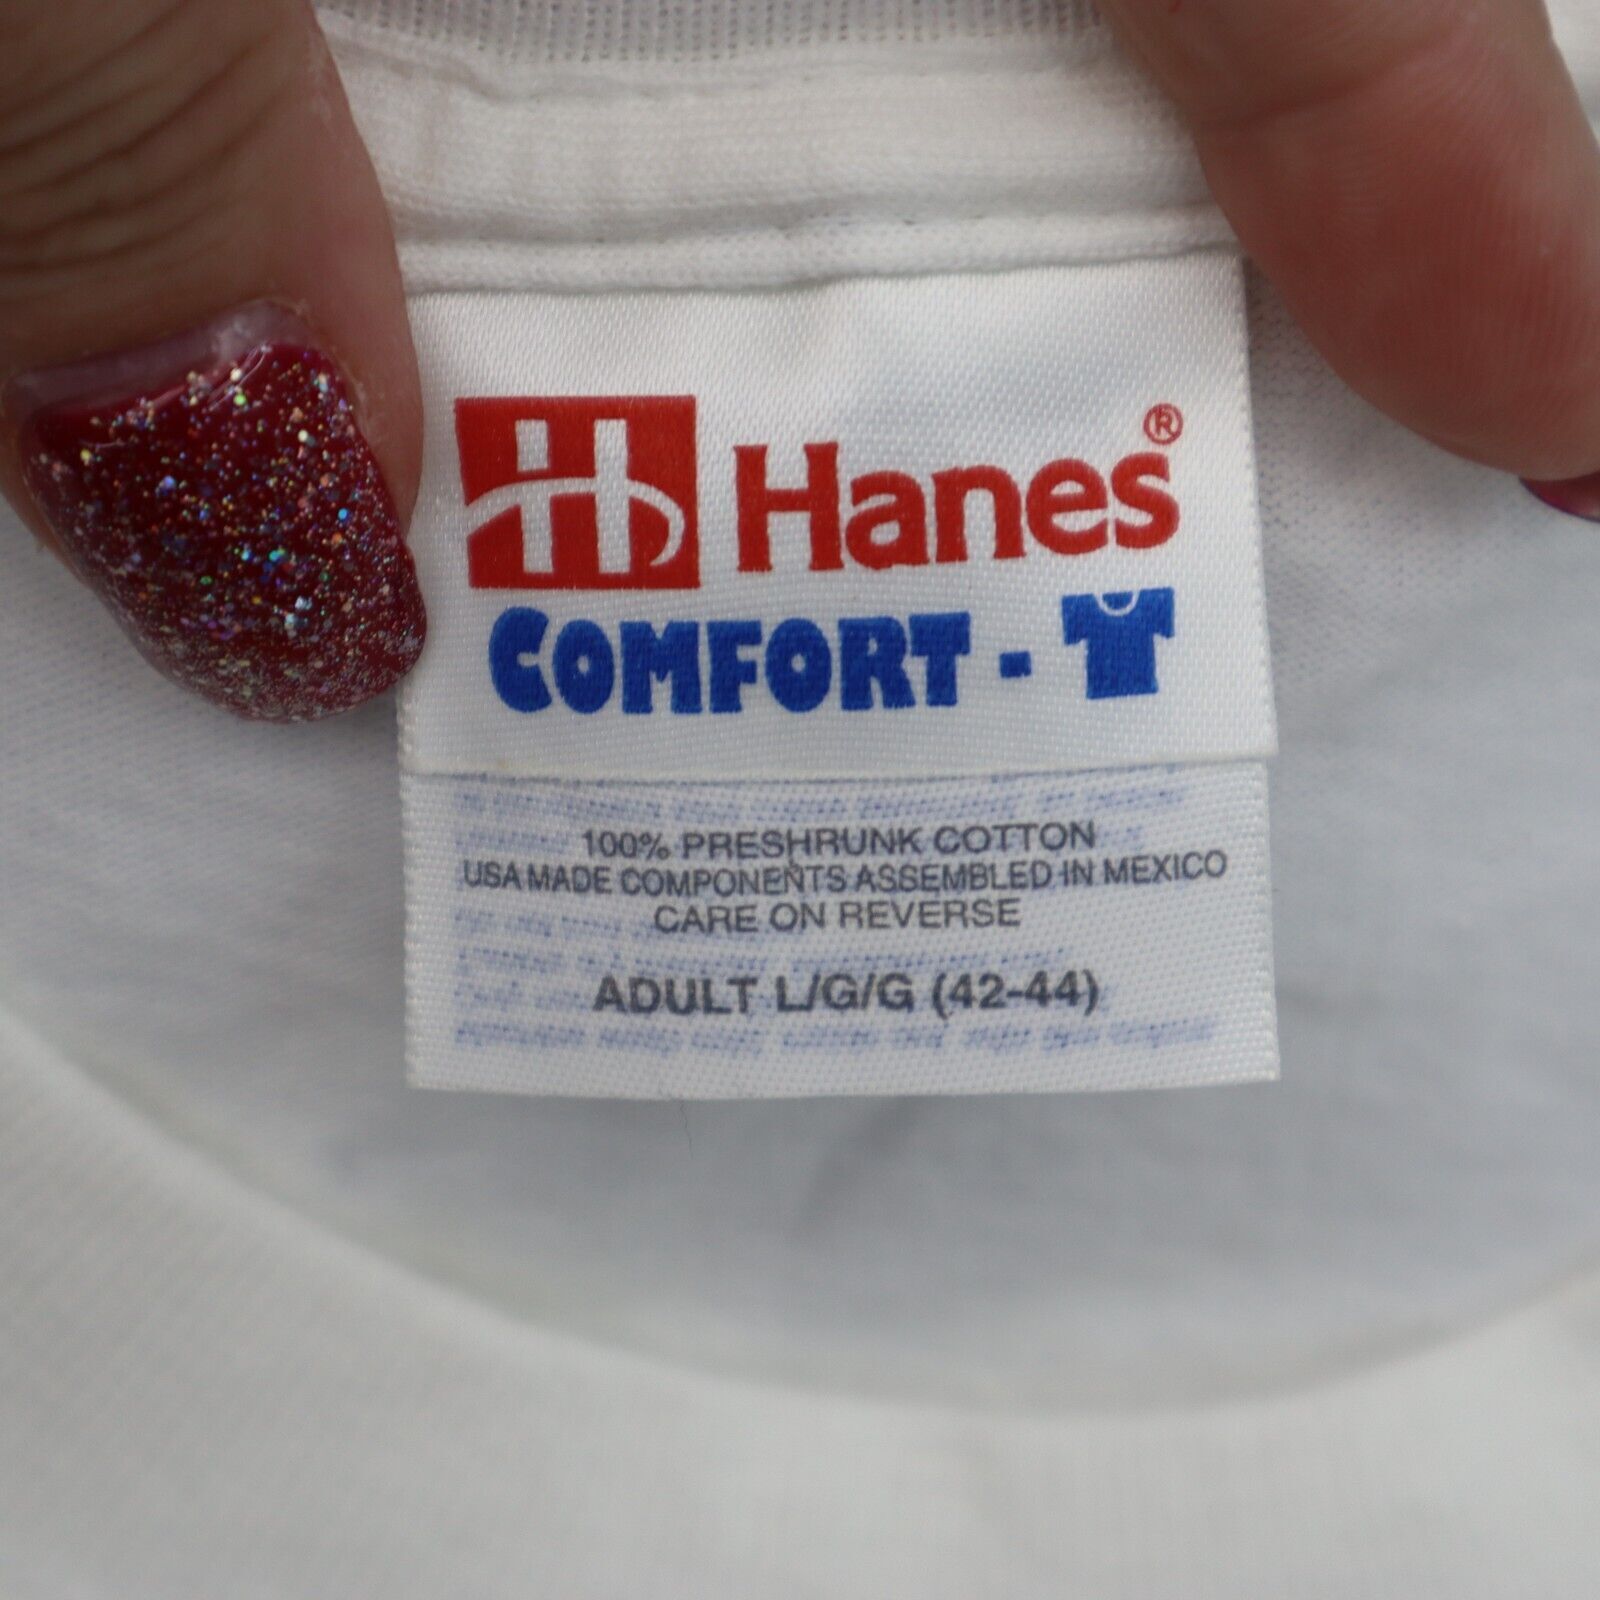 Hanes®
COMFORT -
100% PRESHRUNK COTTON
USA MADE COMPONENTS ASSEMBLED IN MEXICO
CARE ON REVERSE
ADULT L/G/G (42-44)